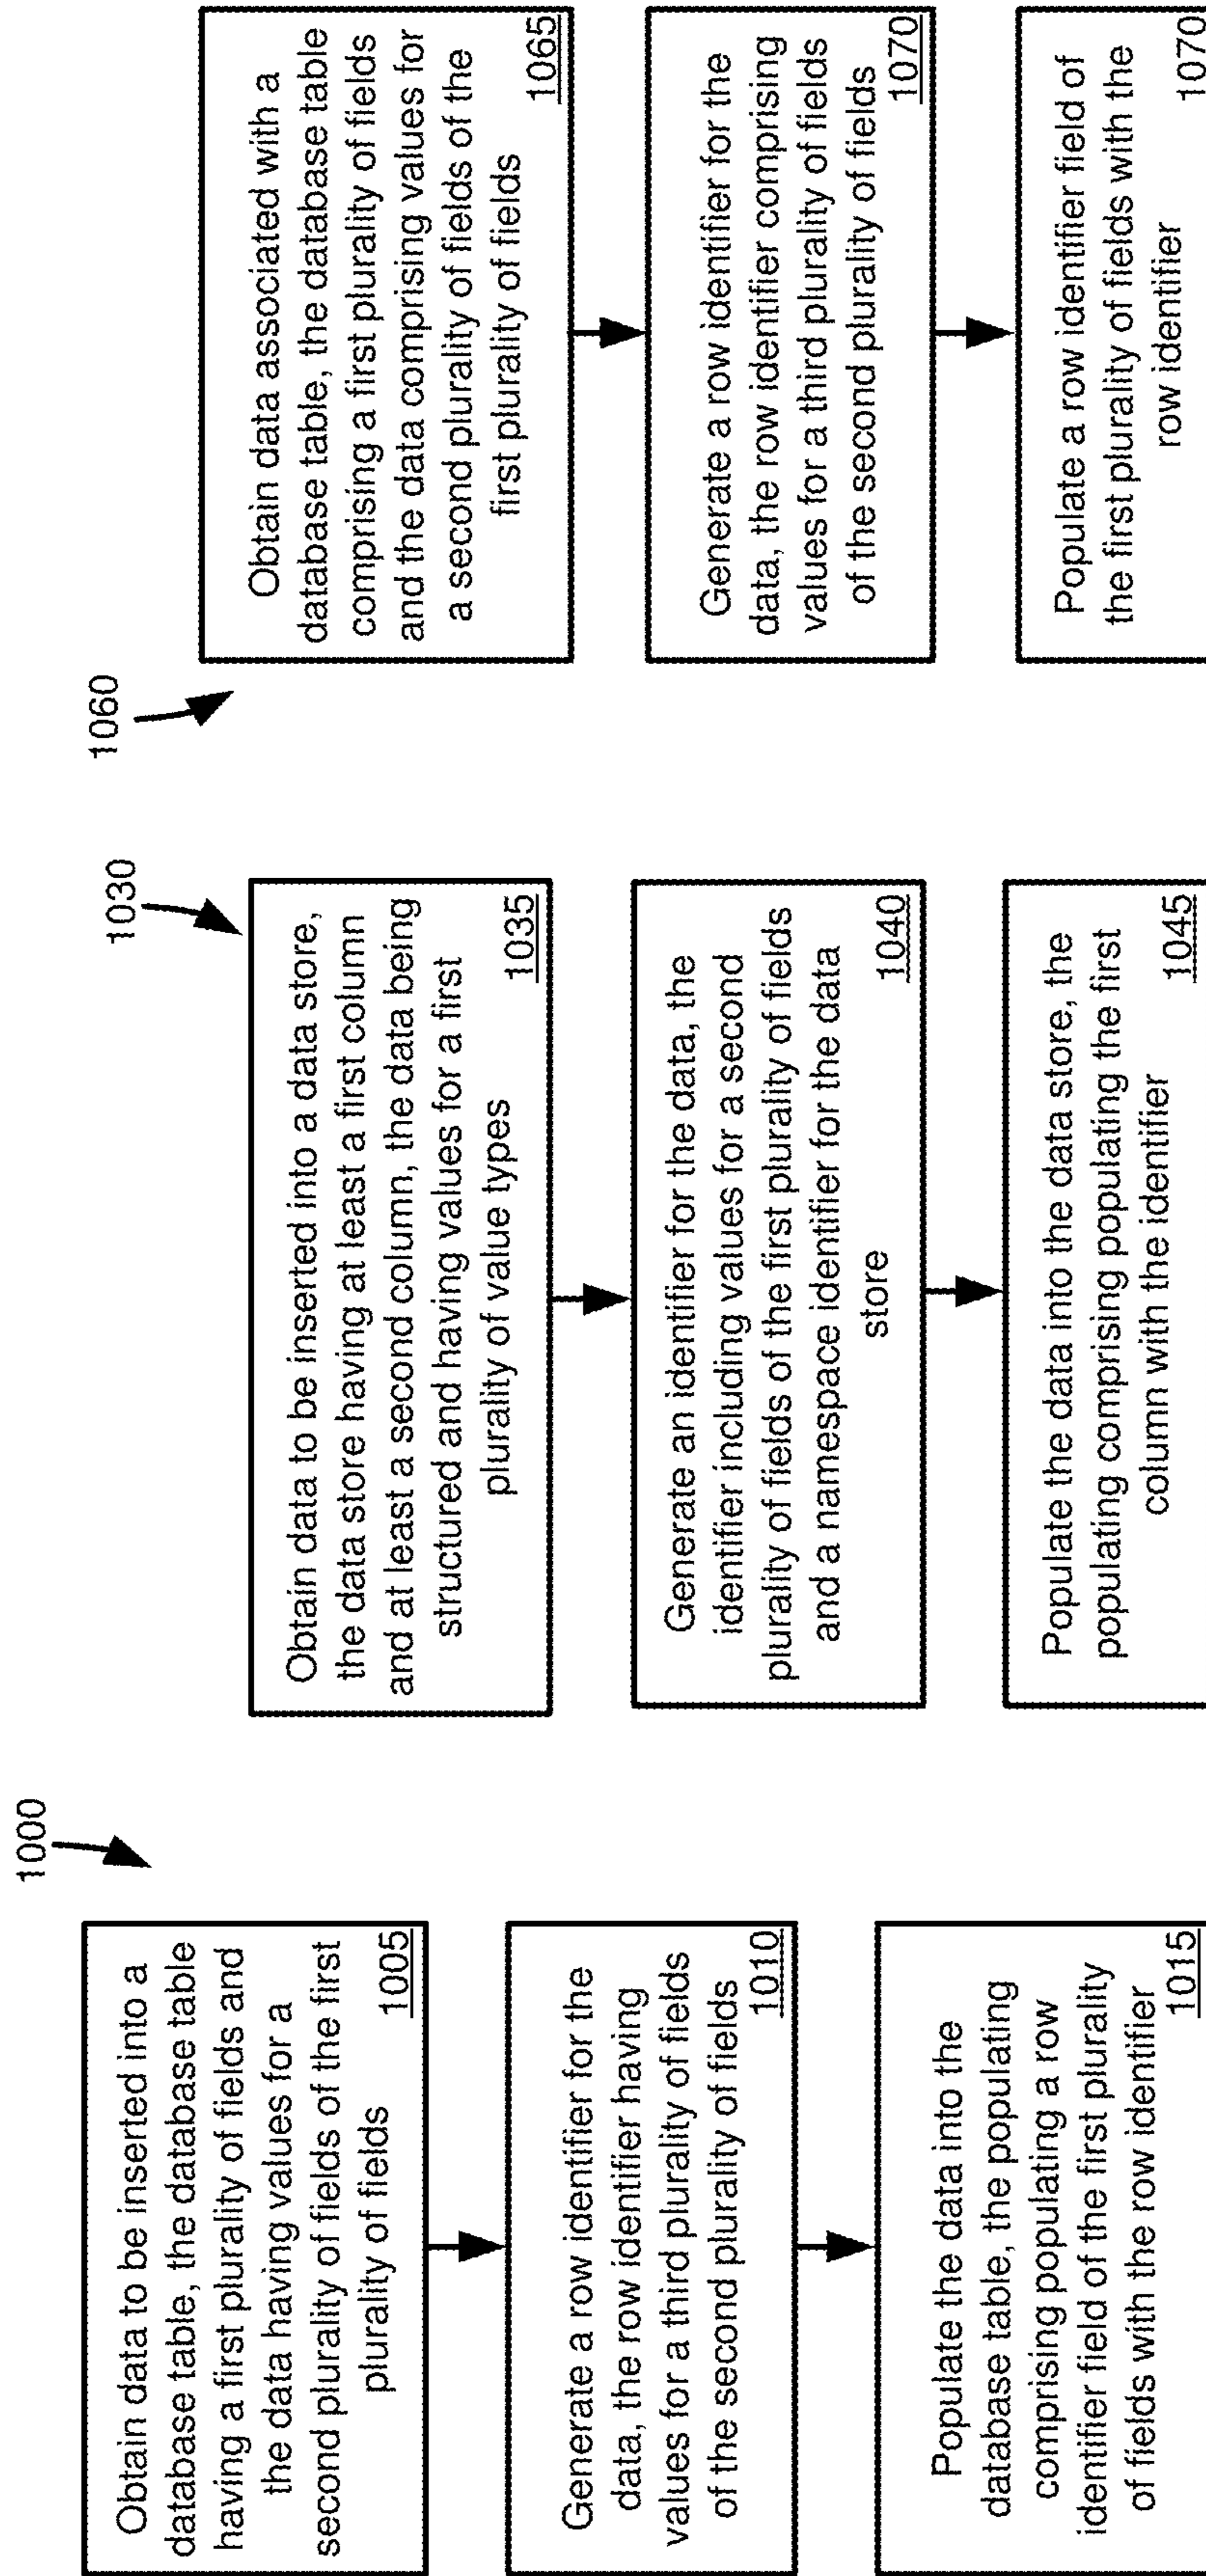 1000
Obtain data to be inserted into a
database table, the database table
having a first plurality of fields and
the data having values for a
second plurality of fields of the first
plurality of fields
1005
Generate a row identifier for the
data, the row identifier having
values for a third plurality of fields
of the second plurality of fields
1010
Populate the data into the
database table, the populating
comprising populating a row
identifier field of the first plurality
of fields with the row identifier
1015
1030
Obtain data to be inserted into a data store,
the data store having at least a first column
and at least a second column, the data being
structured and having values for a first
plurality of value types
1035
Generate an identifier for the data, the
identifier including values for a second
plurality of fields of the first plurality of fields
and a namespace identifier for the data
store
1040
Populate the data into the data store, the
populating comprising populating the first
column with the identifier
1045
1060
Obtain data associated with a
database table, the database table
comprising a first plurality of fields
and the data comprising values for
a second plurality of fields of the
first plurality of fields
1065
Generate a row identifier for the
data, the row identifier comprising
values for a third plurality of fields
of the second plurality of fields
1070
Populate a row identifier field of
the first plurality of fields with the
row identifier
1070